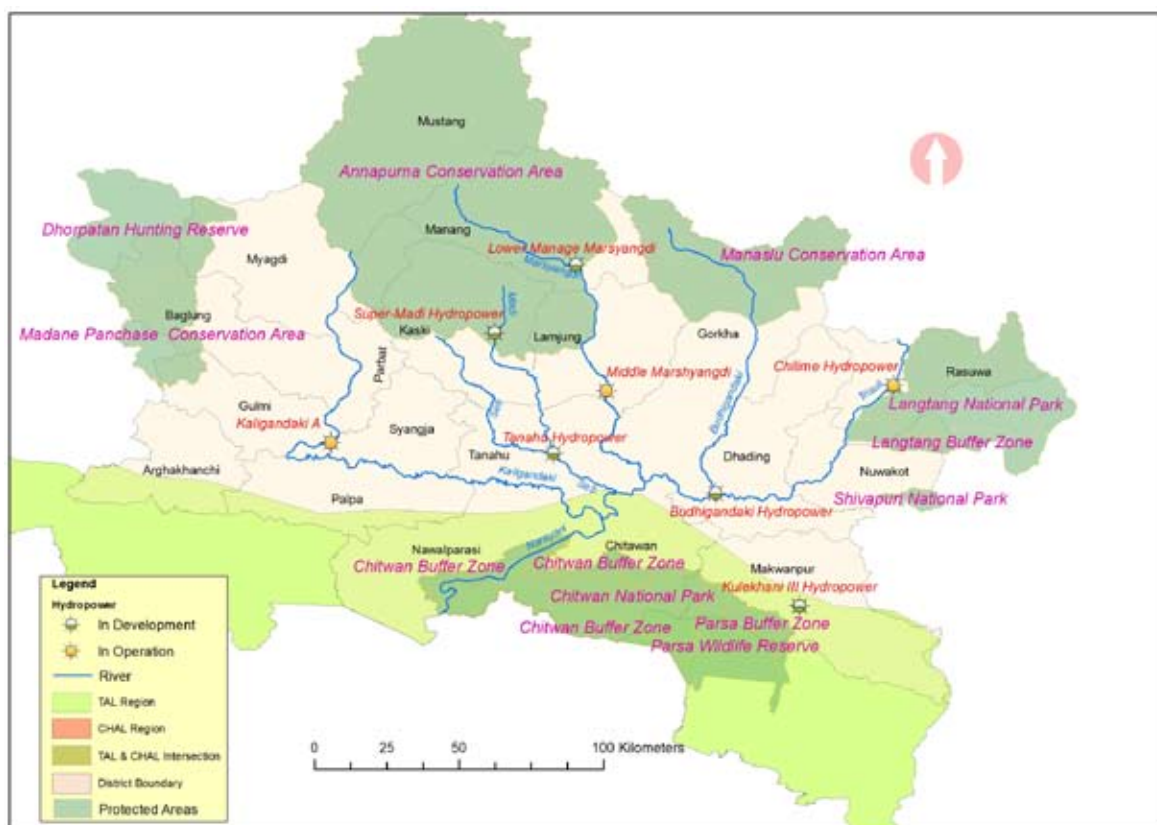 Mustang
Annapurna Conservation Area
Dhorpatan Hunting Reserve
Manang
Myagdi
Lower Manage Marsyangdi
Manaslu Conservation Area
Baglung
Super-Madi Hydropower
Madi
Madane Panchase Conservation Area
Kaski
Lamjung
Gorkha
Parbat
Chilime Hydropower
Rasuwa
Middle Marshyangdi
Budhigandaki
Gulmi
Langtang National Park
Kaligandaki A
Syangja
Seti
Tanahu Hydropower
Langtang Buffer Zone
Tanahu
Dhading
Arghakhanchi
Kaligandaki
Nuwakot
Palpa
Shivapuri National Park
Budhigandaki Hydropower
Narayani
Nawalparasi
Chitawan
Chitwan Buffer Zone
Chitwan Buffer Zone
Makwanpur
Kulekhani III Hydropower
Chitwan National Park
Chitwan Buffer Zone
Parsa Buffer Zone
Parsa Wildlife Reserve
Legend
Hydropower
In Development
In Operation
River
TAL Region
CHAL Region
TAL & CHAL Intersection
District Boundary
Protected Areas
0 25 50 100 Kilometers